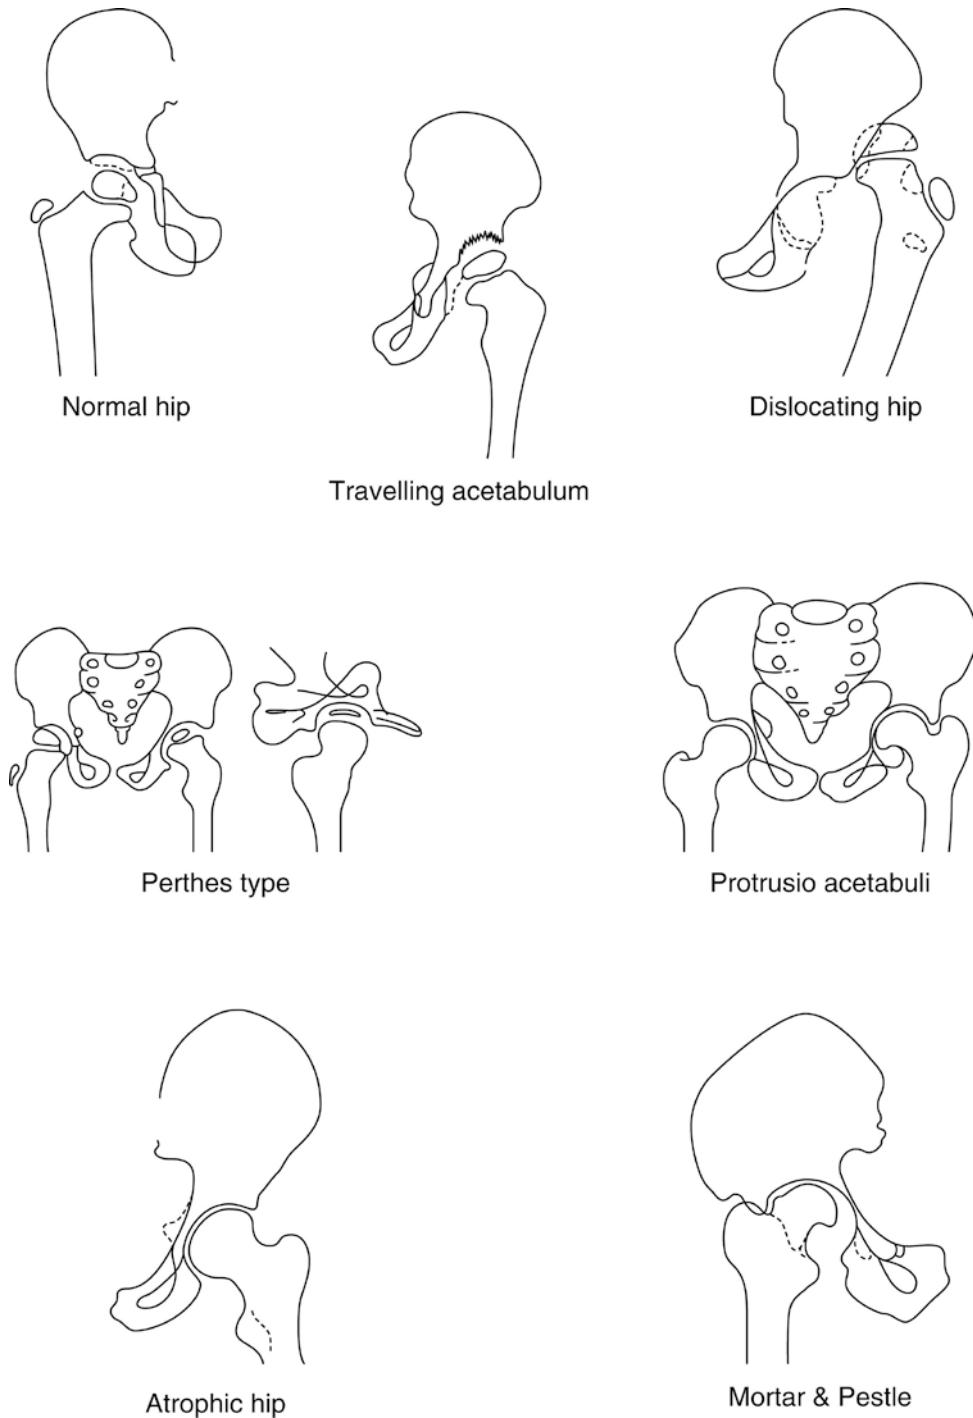 Normal hip
Dislocating hip
Travelling acetabulum
Perthes type
Protrusio acetabuli
Atrophic hip
Mortar & Pestle